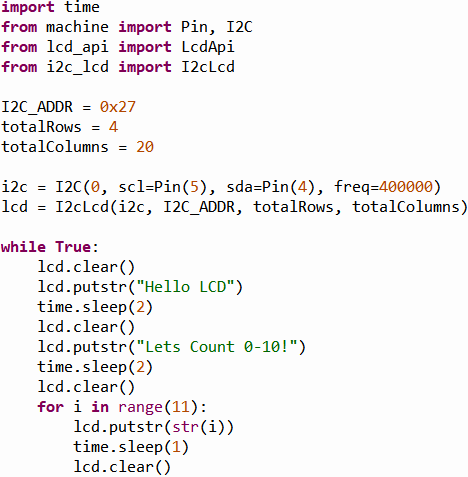 import time
from machine import Pin, I2C
from lcd_api import LcdApi
from i2c_lcd import I2cLcd

I2C_ADDR = 0x27
totalRows = 4
totalColumns = 20

i2c = I2C(0, scl=Pin(5), sda=Pin(4), freq=400000)
lcd = I2cLcd(i2c, I2C_ADDR, totalRows, totalColumns)

while True:
    lcd.clear()
    lcd.putstr("Hello LCD")
    time.sleep(2)
    lcd.clear()
    lcd.putstr("Lets Count 0-10!")
    time.sleep(2)
    lcd.clear()
    for i in range(11):
        lcd.putstr(str(i))
        time.sleep(1)
        lcd.clear()